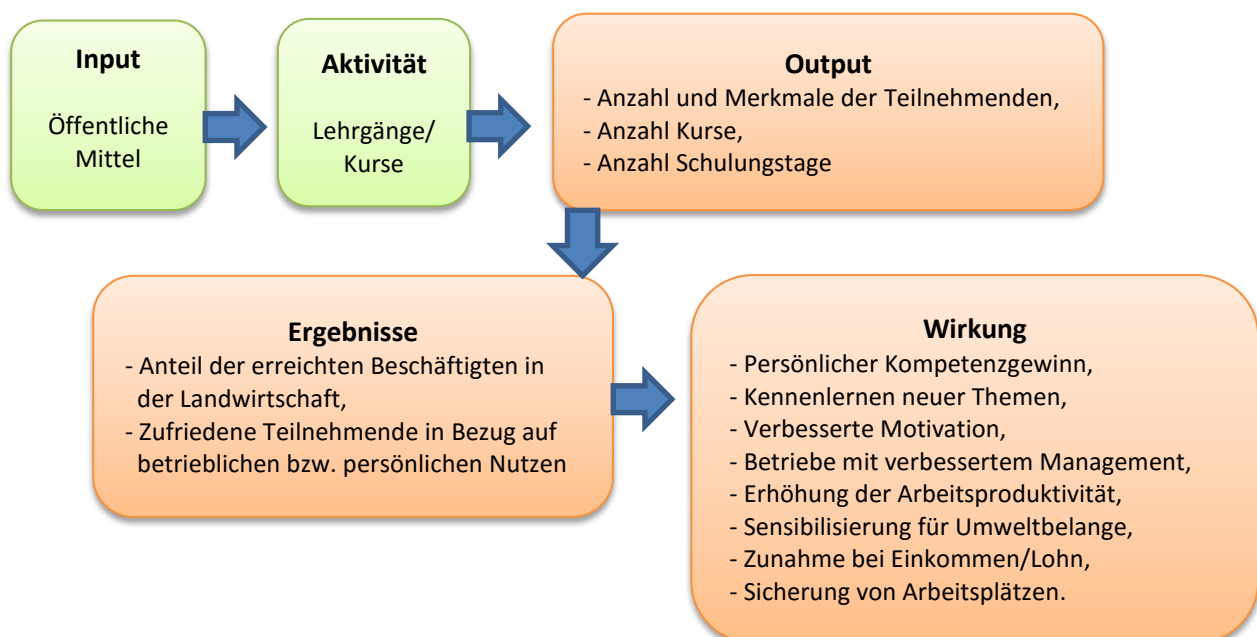 Input
Öffentliche
Mittel
Aktivität
Lehrgänge/
Kurse
Output
- Anzahl und Merkmale der Teilnehmenden,
- Anzahl Kurse,
- Anzahl Schulungstage
Ergebnisse
- Anteil der erreichten Beschäftigten in
der Landwirtschaft,
- Zufriedene Teilnehmende in Bezug auf
betrieblichen bzw. persönlichen Nutzen
Wirkung
- Persönlicher Kompetenzgewinn,
- Kennenlernen neuer Themen,
- Verbesserte Motivation,
- Betriebe mit verbessertem Management,
- Erhöhung der Arbeitsproduktivität,
- Sensibilisierung für Umweltbelange,
- Zunahme bei Einkommen/Lohn,
- Sicherung von Arbeitsplätzen.